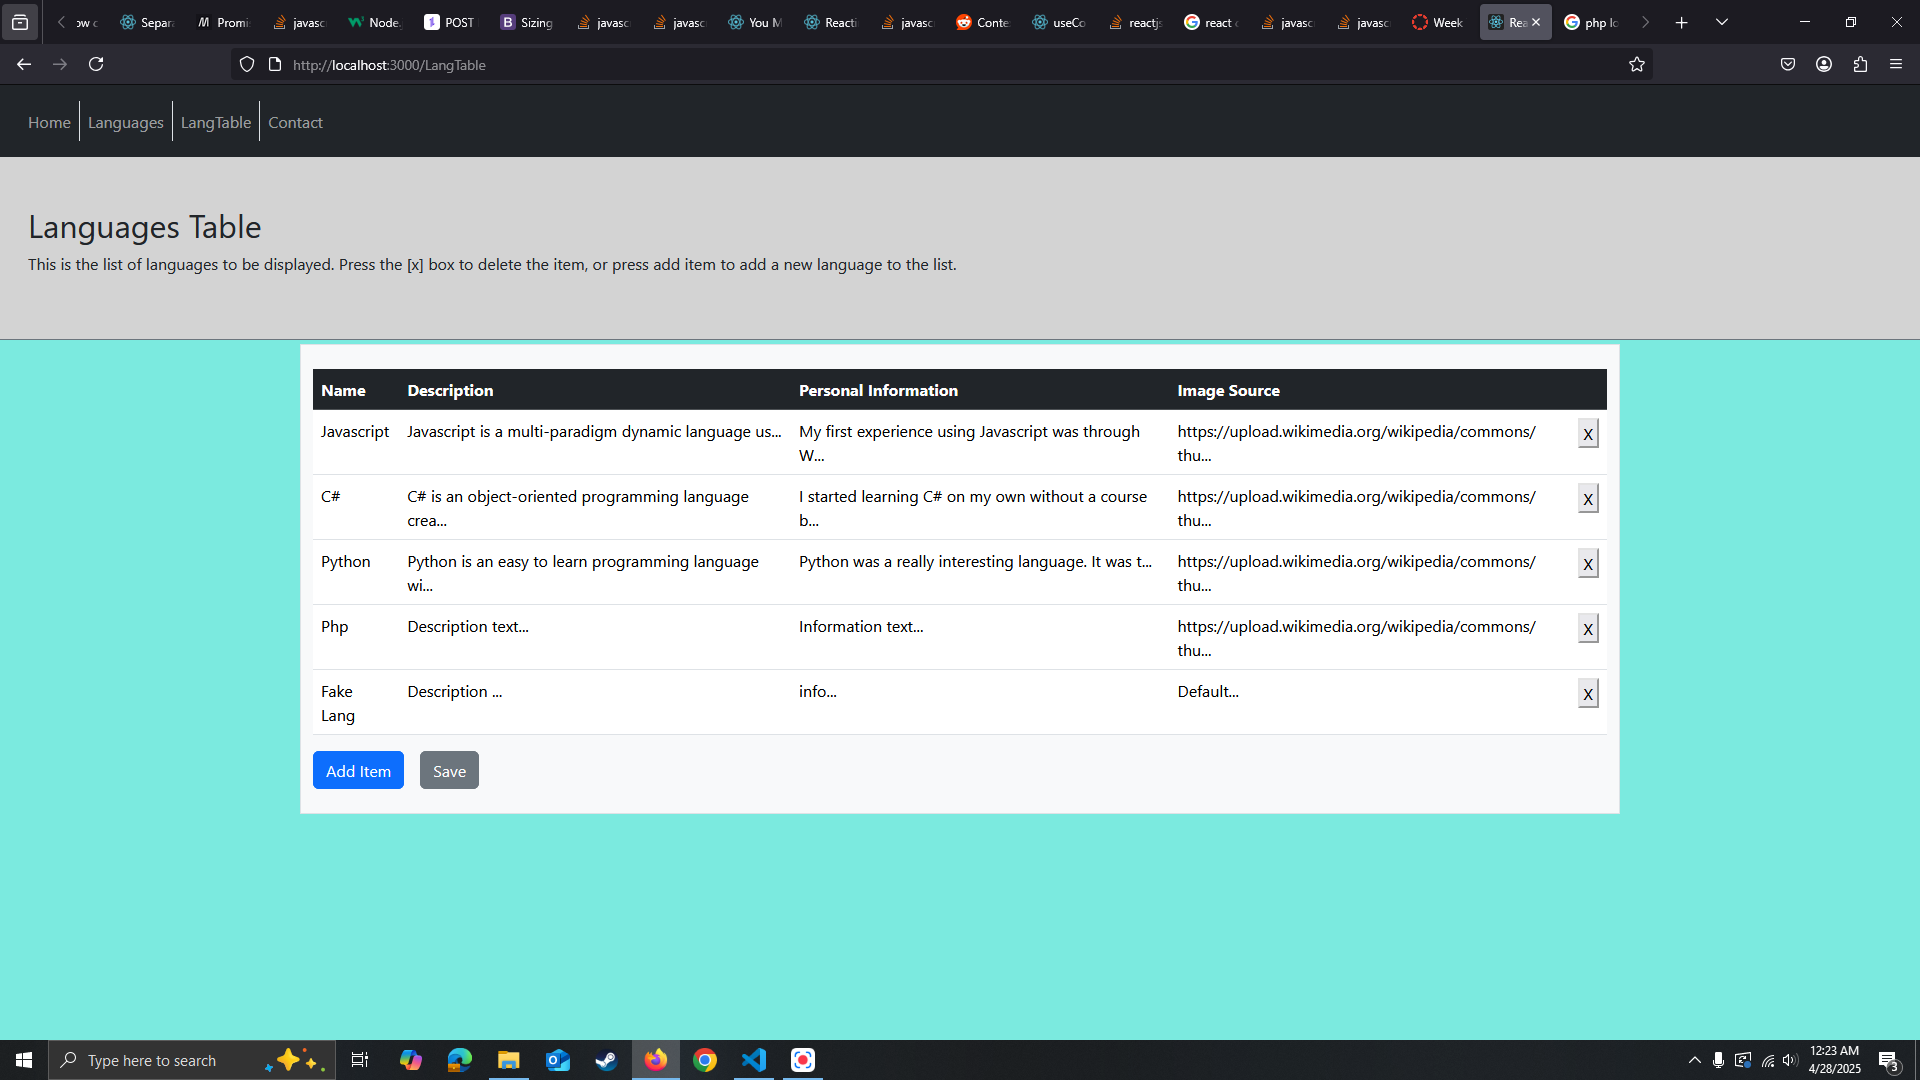 ow c
Separa
Promi
javasc
Node.
POST
Sizing
javasc
javasc
You M
Reacti
javasc
Conte
useCo
reactjs
react c
javasc
javasc
Week
Rea
php lo
http://localhost:3000/LangTable
Home Languages LangTable Contact
Languages Table
This is the list of languages to be displayed. Press the [x] box to delete the item, or press add item to add a new language to the list.
Name Description Personal Information Image Source
Javascript Javascript is a multi-paradigm dynamic language us... My first experience using Javascript was through https://upload.wikimedia.org/wikipedia/commons/ X
W... thu...
C# C# is an object-oriented programming language I started learning C# on my own without a course https://upload.wikimedia.org/wikipedia/commons/ X
crea... b... thu...
Python Python is an easy to learn programming language Python was a really interesting language. It was t... https://upload.wikimedia.org/wikipedia/commons/ X
wi... thu...
Php Description text... Information text... https://upload.wikimedia.org/wikipedia/commons/ X
thu...
Fake Description ... info... Default... X
Lang
Add Item Save
Type here to search
12:23 AM
4/28/2025
3